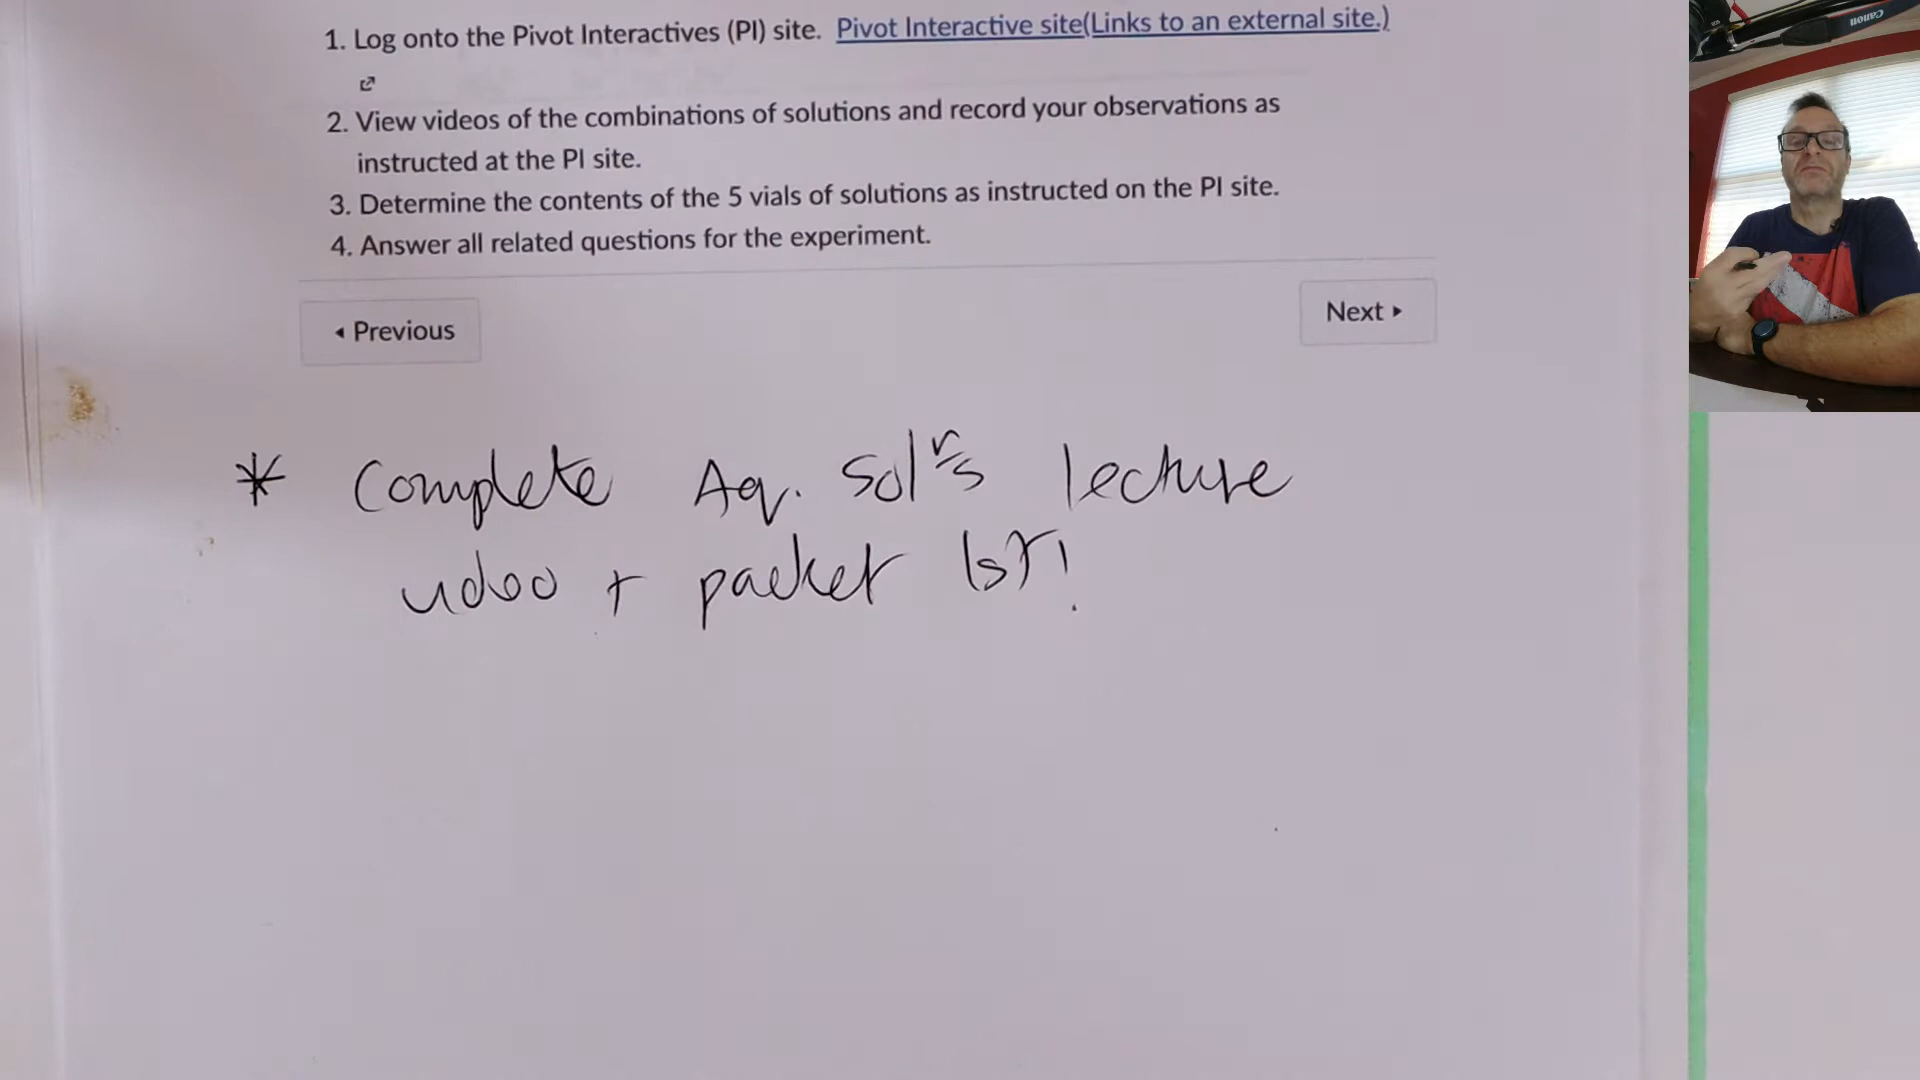 1. Log onto the Pivot Interactives (PI) site. Pivot Interactive site(Links to an external site.)
2. View videos of the combinations of solutions and record your observations as
instructed at the PI site.
3. Determine the contents of the 5 vials of solutions as instructed on the PI site.
4. Answer all related questions for the experiment.
◂ Previous
Next ▸
* Complete Aq. solⁿs lecture
video + packet 1st!
Canon